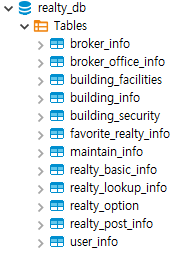 realty_db
Tables
broker_info
broker_office_info
building_facilities
building_info
building_security
favorite_realty_info
maintain_info
realty_basic_info
realty_lookup_info
realty_option
realty_post_info
user_info